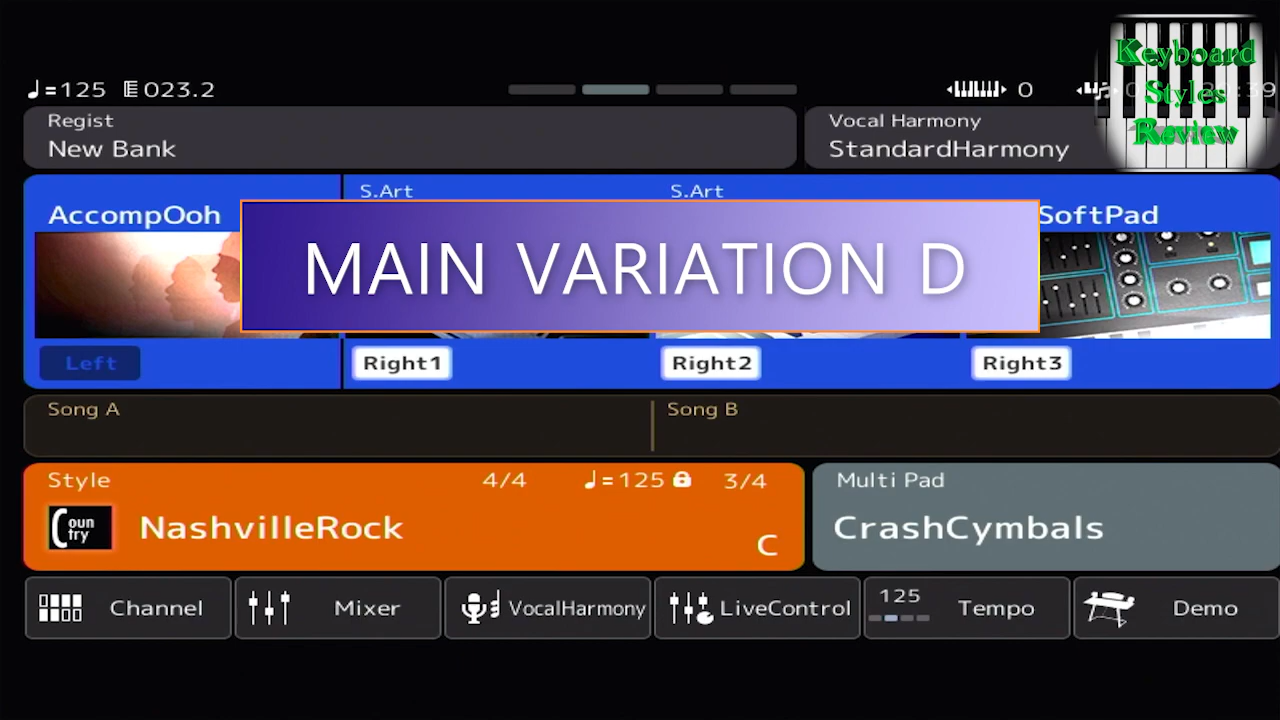 ♩=125 023.2
0
Keyboard
Styles
Review
Regist
New Bank
Vocal Harmony
StandardHarmony
S.Art
S.Art
AccompOoh
SoftPad
MAIN VARIATION D
Left
Right1
Right2
Right3
Song A
Song B
Style 4/4 ♩=125 3/4
Multi Pad
Coun
try
NashvilleRock
C
CrashCymbals
Channel
Mixer
VocalHarmony
LiveControl
125
Tempo
Demo